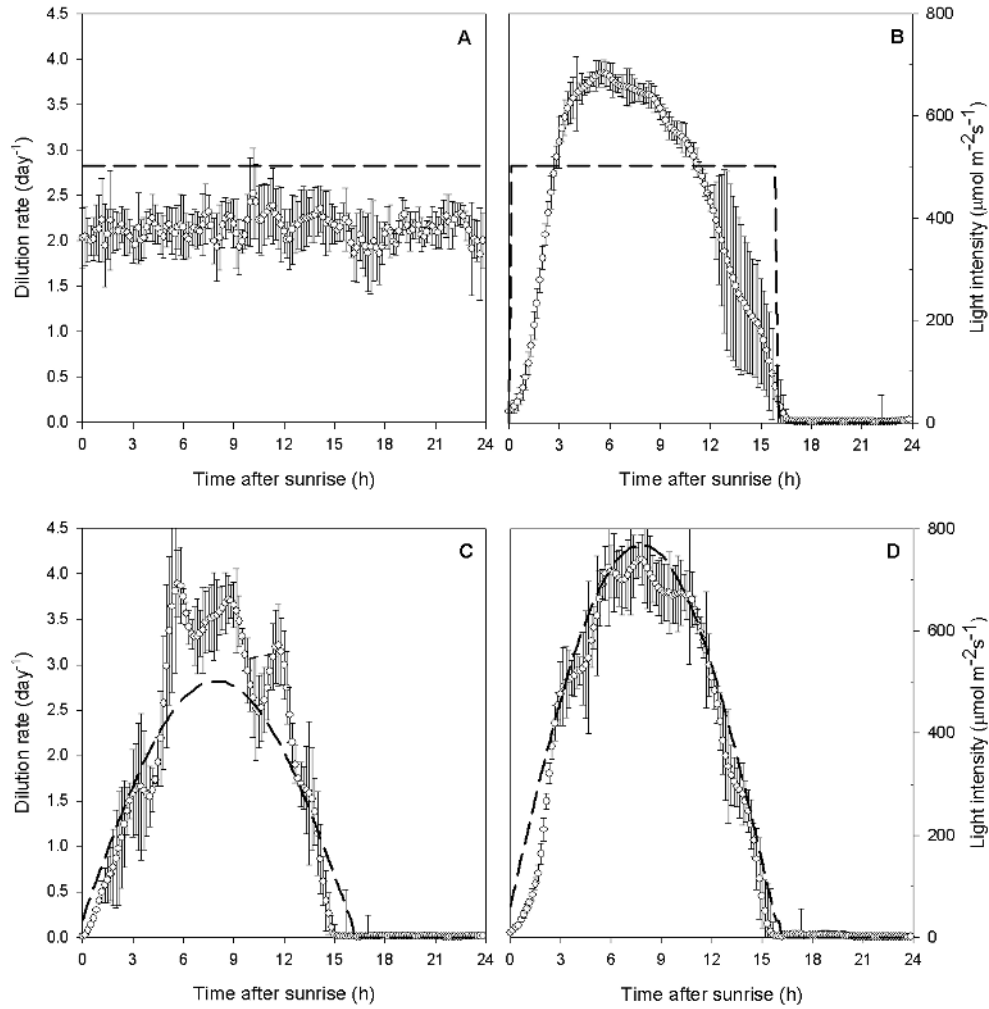 4.5
4.0
3.5
3.0
2.5
2.0
1.5
1.0
0.5
0.0
Dilution rate (day-1)
A
0 3 6 9 12 15 18 21 24
Time after sunrise (h)
B
800
600
400
200
0
Light intensity (µmol m−2s−1)
0 3 6 9 12 15 18 21 24
Time after sunrise (h)
4.5
4.0
3.5
3.0
2.5
2.0
1.5
1.0
0.5
0.0
Dilution rate (day-1)
C
0 3 6 9 12 15 18 21 24
Time after sunrise (h)
D
800
600
400
200
0
Light intensity (µmol m−2s−1)
0 3 6 9 12 15 18 21 24
Time after sunrise (h)